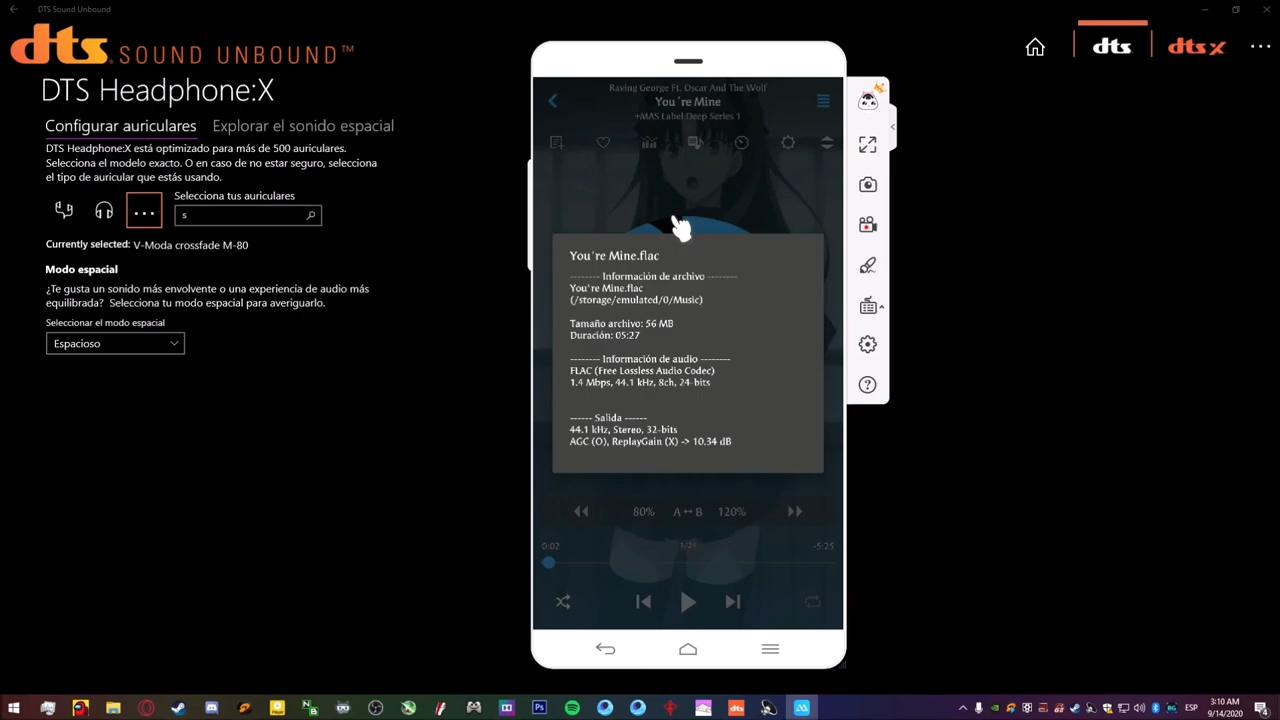 DTS Sound Unbound
dts SOUND UNBOUND™
dts
dts x
DTS Headphone:X
Configurar auriculares
Explorar el sonido espacial
DTS Headphone:X está optimizado para más de 500 auriculares.
Selecciona el modelo exacto. O en caso de no estar seguro, selecciona
el tipo de auricular que estás usando.
Selecciona tus auriculares
s
Currently selected: V-Moda crossfade M-80
Modo espacial
¿Te gusta un sonido más envolvente o una experiencia de audio más
equilibrada? Selecciona tu modo espacial para averiguarlo.
Seleccionar el modo espacial
Espacioso
Raving George Ft. Oscar And The Wolf
You're Mine
+MAS Label Deep Series 1
You're Mine.flac
-------- Información de archivo --------
You're Mine.flac
(/storage/emulated/0/Music)
Tamaño archivo: 56 MB
Duración: 05:27
-------- Información de audio --------
FLAC (Free Lossless Audio Codec)
1.4 Mbps, 44.1 kHz, 8ch, 24-bits
------ Salida ------
44.1 kHz, Stereo, 32-bits
AGC (O), ReplayGain (X) -> 10.34 dB
80% A↔B 120%
0:02
-5:25
ESP
3:10 AM
9/14/2020